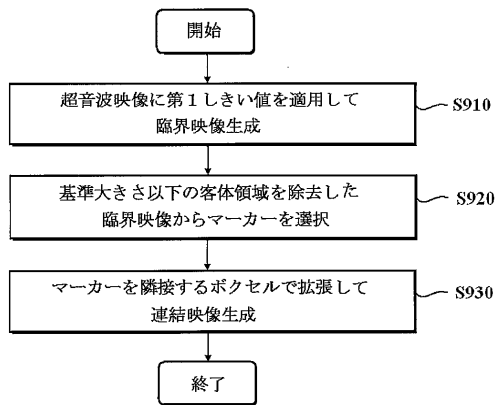 開始
超音波映像に第１しきい値を適用して
臨界映像生成
S910
基準大きさ以下の客体領域を除去した
臨界映像からマーカーを選択
S920
マーカーを隣接するボクセルで拡張して
連結映像生成
S930
終了